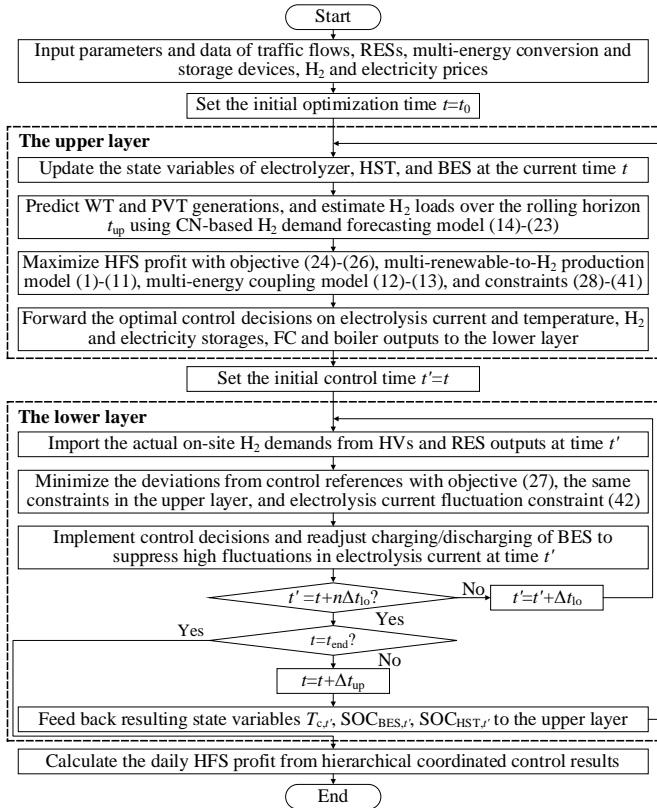 Start
Input parameters and data of traffic flows, RESs, multi-energy conversion and
storage devices, H₂ and electricity prices
Set the initial optimization time t=t₀
The upper layer
Update the state variables of electrolyzer, HST, and BES at the current time t
Predict WT and PVT generations, and estimate H₂ loads over the rolling horizon
t_up using CN-based H₂ demand forecasting model (14)-(23)
Maximize HFS profit with objective (24)-(26), multi-renewable-to-H₂ production
model (1)-(11), multi-energy coupling model (12)-(13), and constraints (28)-(41)
Forward the optimal control decisions on electrolysis current and temperature, H₂
and electricity storages, FC and boiler outputs to the lower layer
Set the initial control time t'=t
The lower layer
Import the actual on-site H₂ demands from HVs and RES outputs at time t'
Minimize the deviations from control references with objective (27), the same
constraints in the upper layer, and electrolysis current fluctuation constraint (42)
Implement control decisions and readjust charging/discharging of BES to
suppress high fluctuations in electrolysis current at time t'
t'=t+nΔt_lo?
No
t'=t'+Δt_lo
Yes
Yes
t=t_end?
No
t=t+Δt_up
Feed back resulting state variables T_c,t', SOC_BES,t', SOC_HST,t' to the upper layer
Calculate the daily HFS profit from hierarchical coordinated control results
End